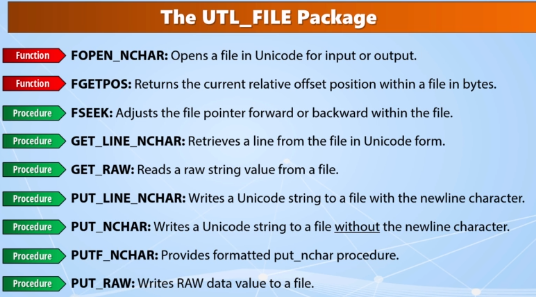 The UTL_FILE Package
Function FOPEN_NCHAR: Opens a file in Unicode for input or output.
Function FGETPOS: Returns the current relative offset position within a file in bytes.
Procedure FSEEK: Adjusts the file pointer forward or backward within the file.
Procedure GET_LINE_NCHAR: Retrieves a line from the file in Unicode form.
Procedure GET_RAW: Reads a raw string value from a file.
Procedure PUT_LINE_NCHAR: Writes a Unicode string to a file with the newline character.
Procedure PUT_NCHAR: Writes a Unicode string to a file without the newline character.
Procedure PUTF_NCHAR: Provides formatted put_nchar procedure.
Procedure PUT_RAW: Writes RAW data value to a file.